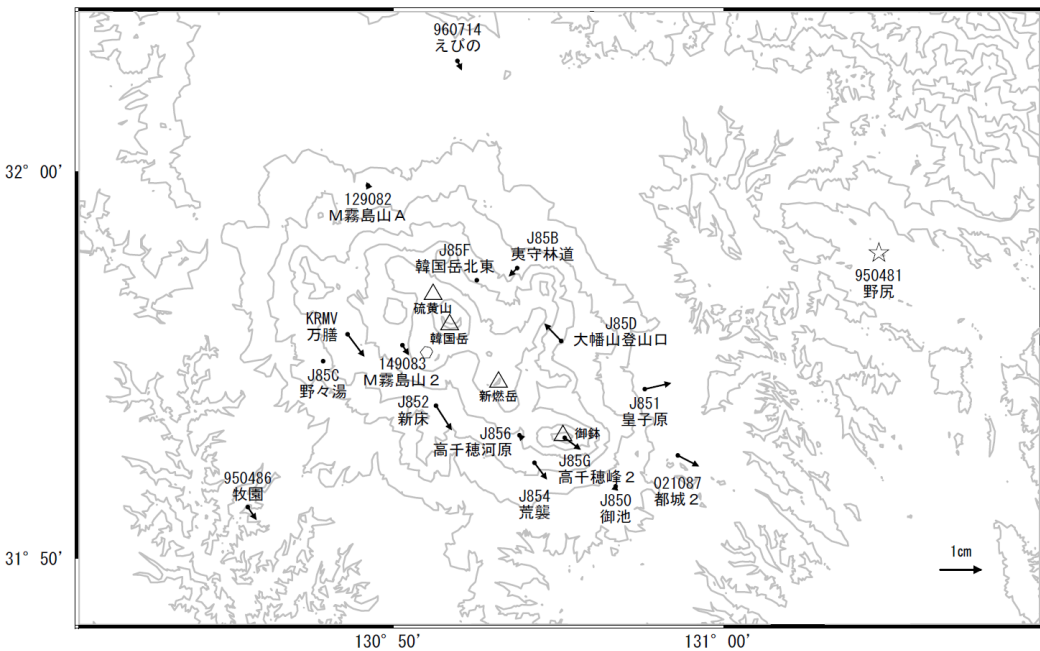 960714
えびの
32° 00'
129082
M霧島山A
J85F
韓国岳北東
J85B
夷守林道
950481
野尻
硫黄山
韓国岳
KRMV
万膳
J85D
大幡山登山口
J85C
野々湯
149083
M霧島山2
新燃岳
J851
皇子原
J852
新床
J856
高千穂河原
御鉢
J85G
高千穂峰2
021087
都城2
950486
牧園
J854
荒襲
J850
御池
31° 50'
1cm
130° 50'
131° 00'